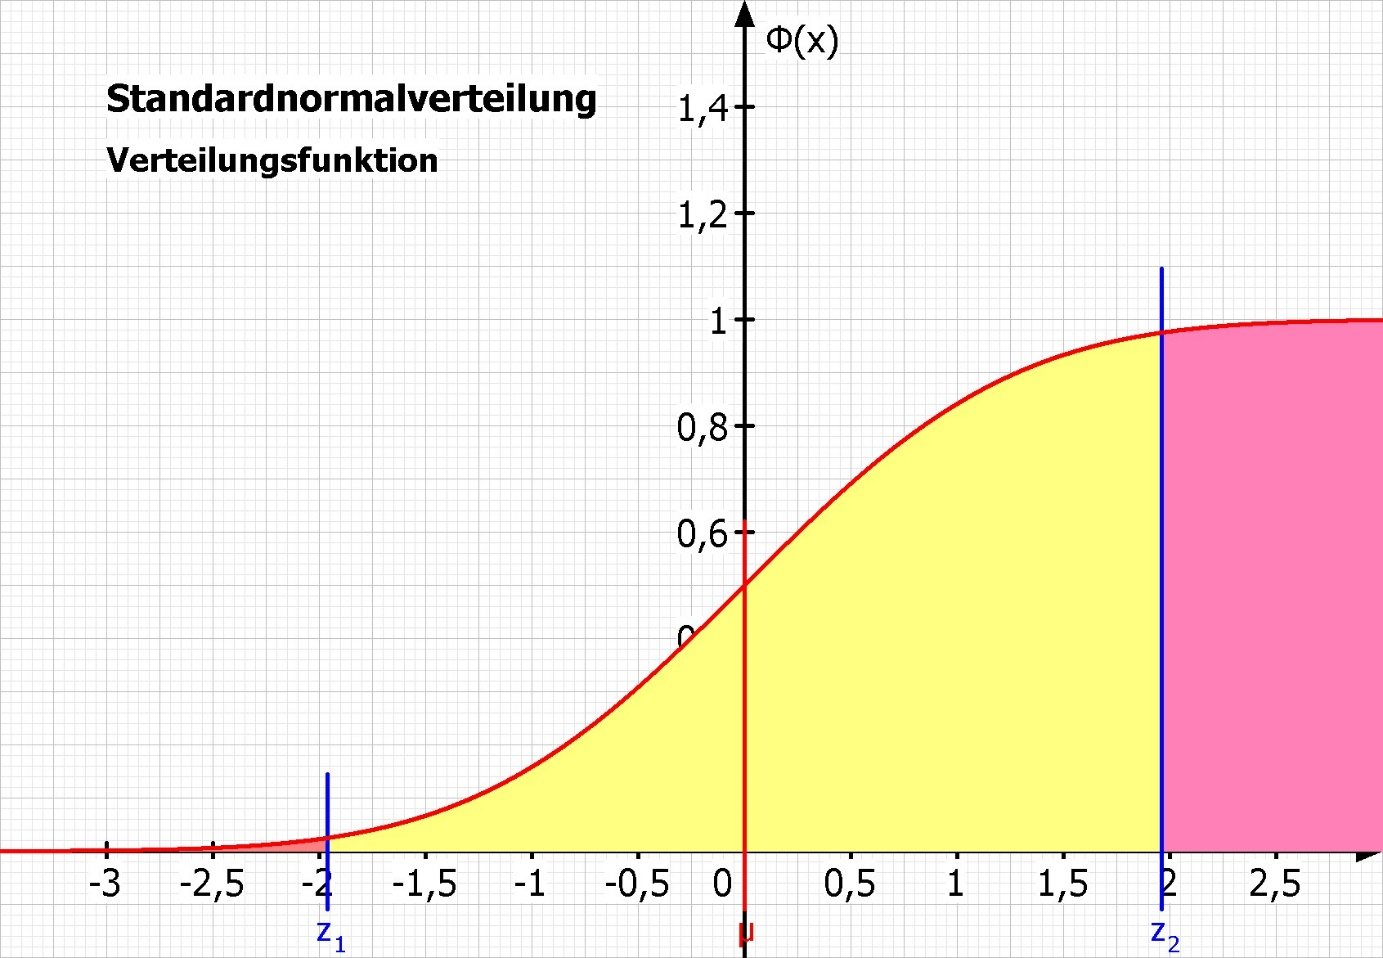 Φ(x)
Standardnormalverteilung
1,4
Verteilungsfunktion
1,2
1
0,8
0,6
0
-3 -2,5 -2 -1,5 -1 -0,5 0 0,5 1 1,5 2 2,5
z1 μ z2